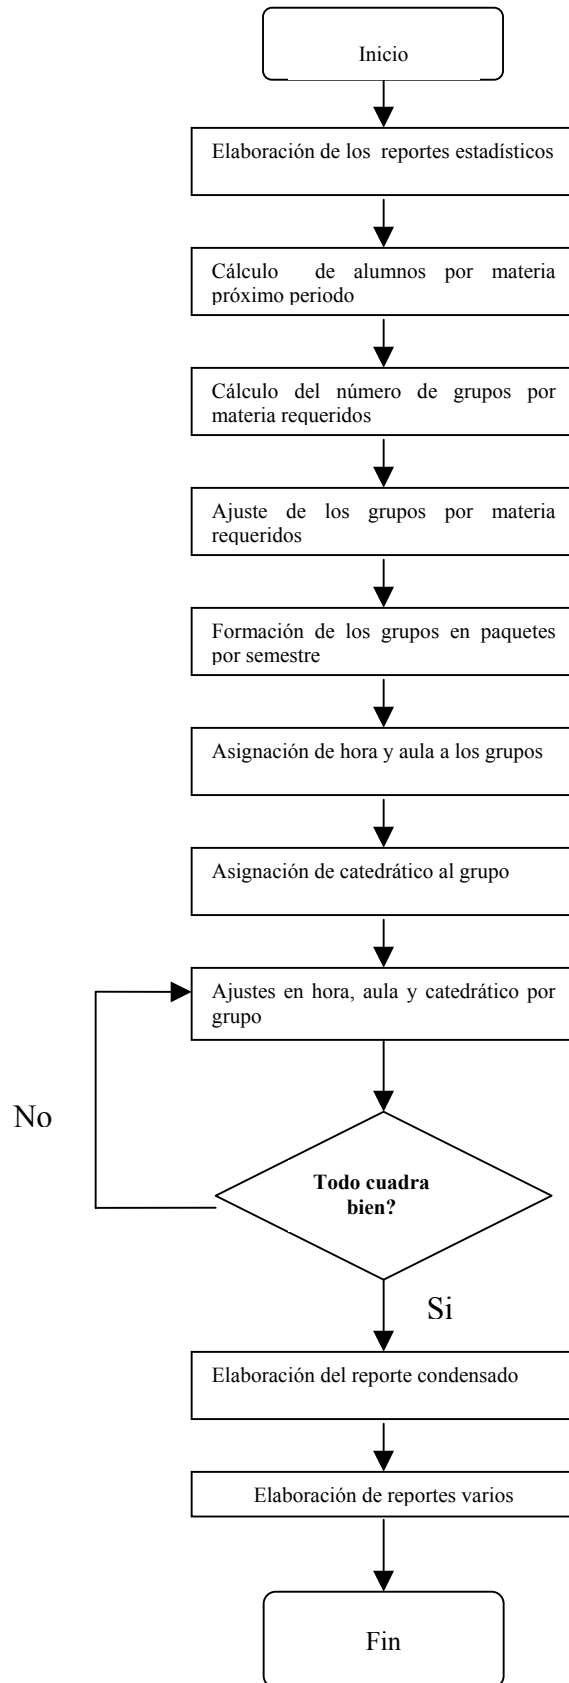 Inicio
Elaboración de los reportes estadísticos
Cálculo de alumnos por materia
próximo periodo
Cálculo del número de grupos por
materia requeridos
Ajuste de los grupos por materia
requeridos
Formación de los grupos en paquetes
por semestre
Asignación de hora y aula a los grupos
Asignación de catedrático al grupo
Ajustes en hora, aula y catedrático por
grupo
No
Todo cuadra
bien?
Si
Elaboración del reporte condensado
Elaboración de reportes varios
Fin